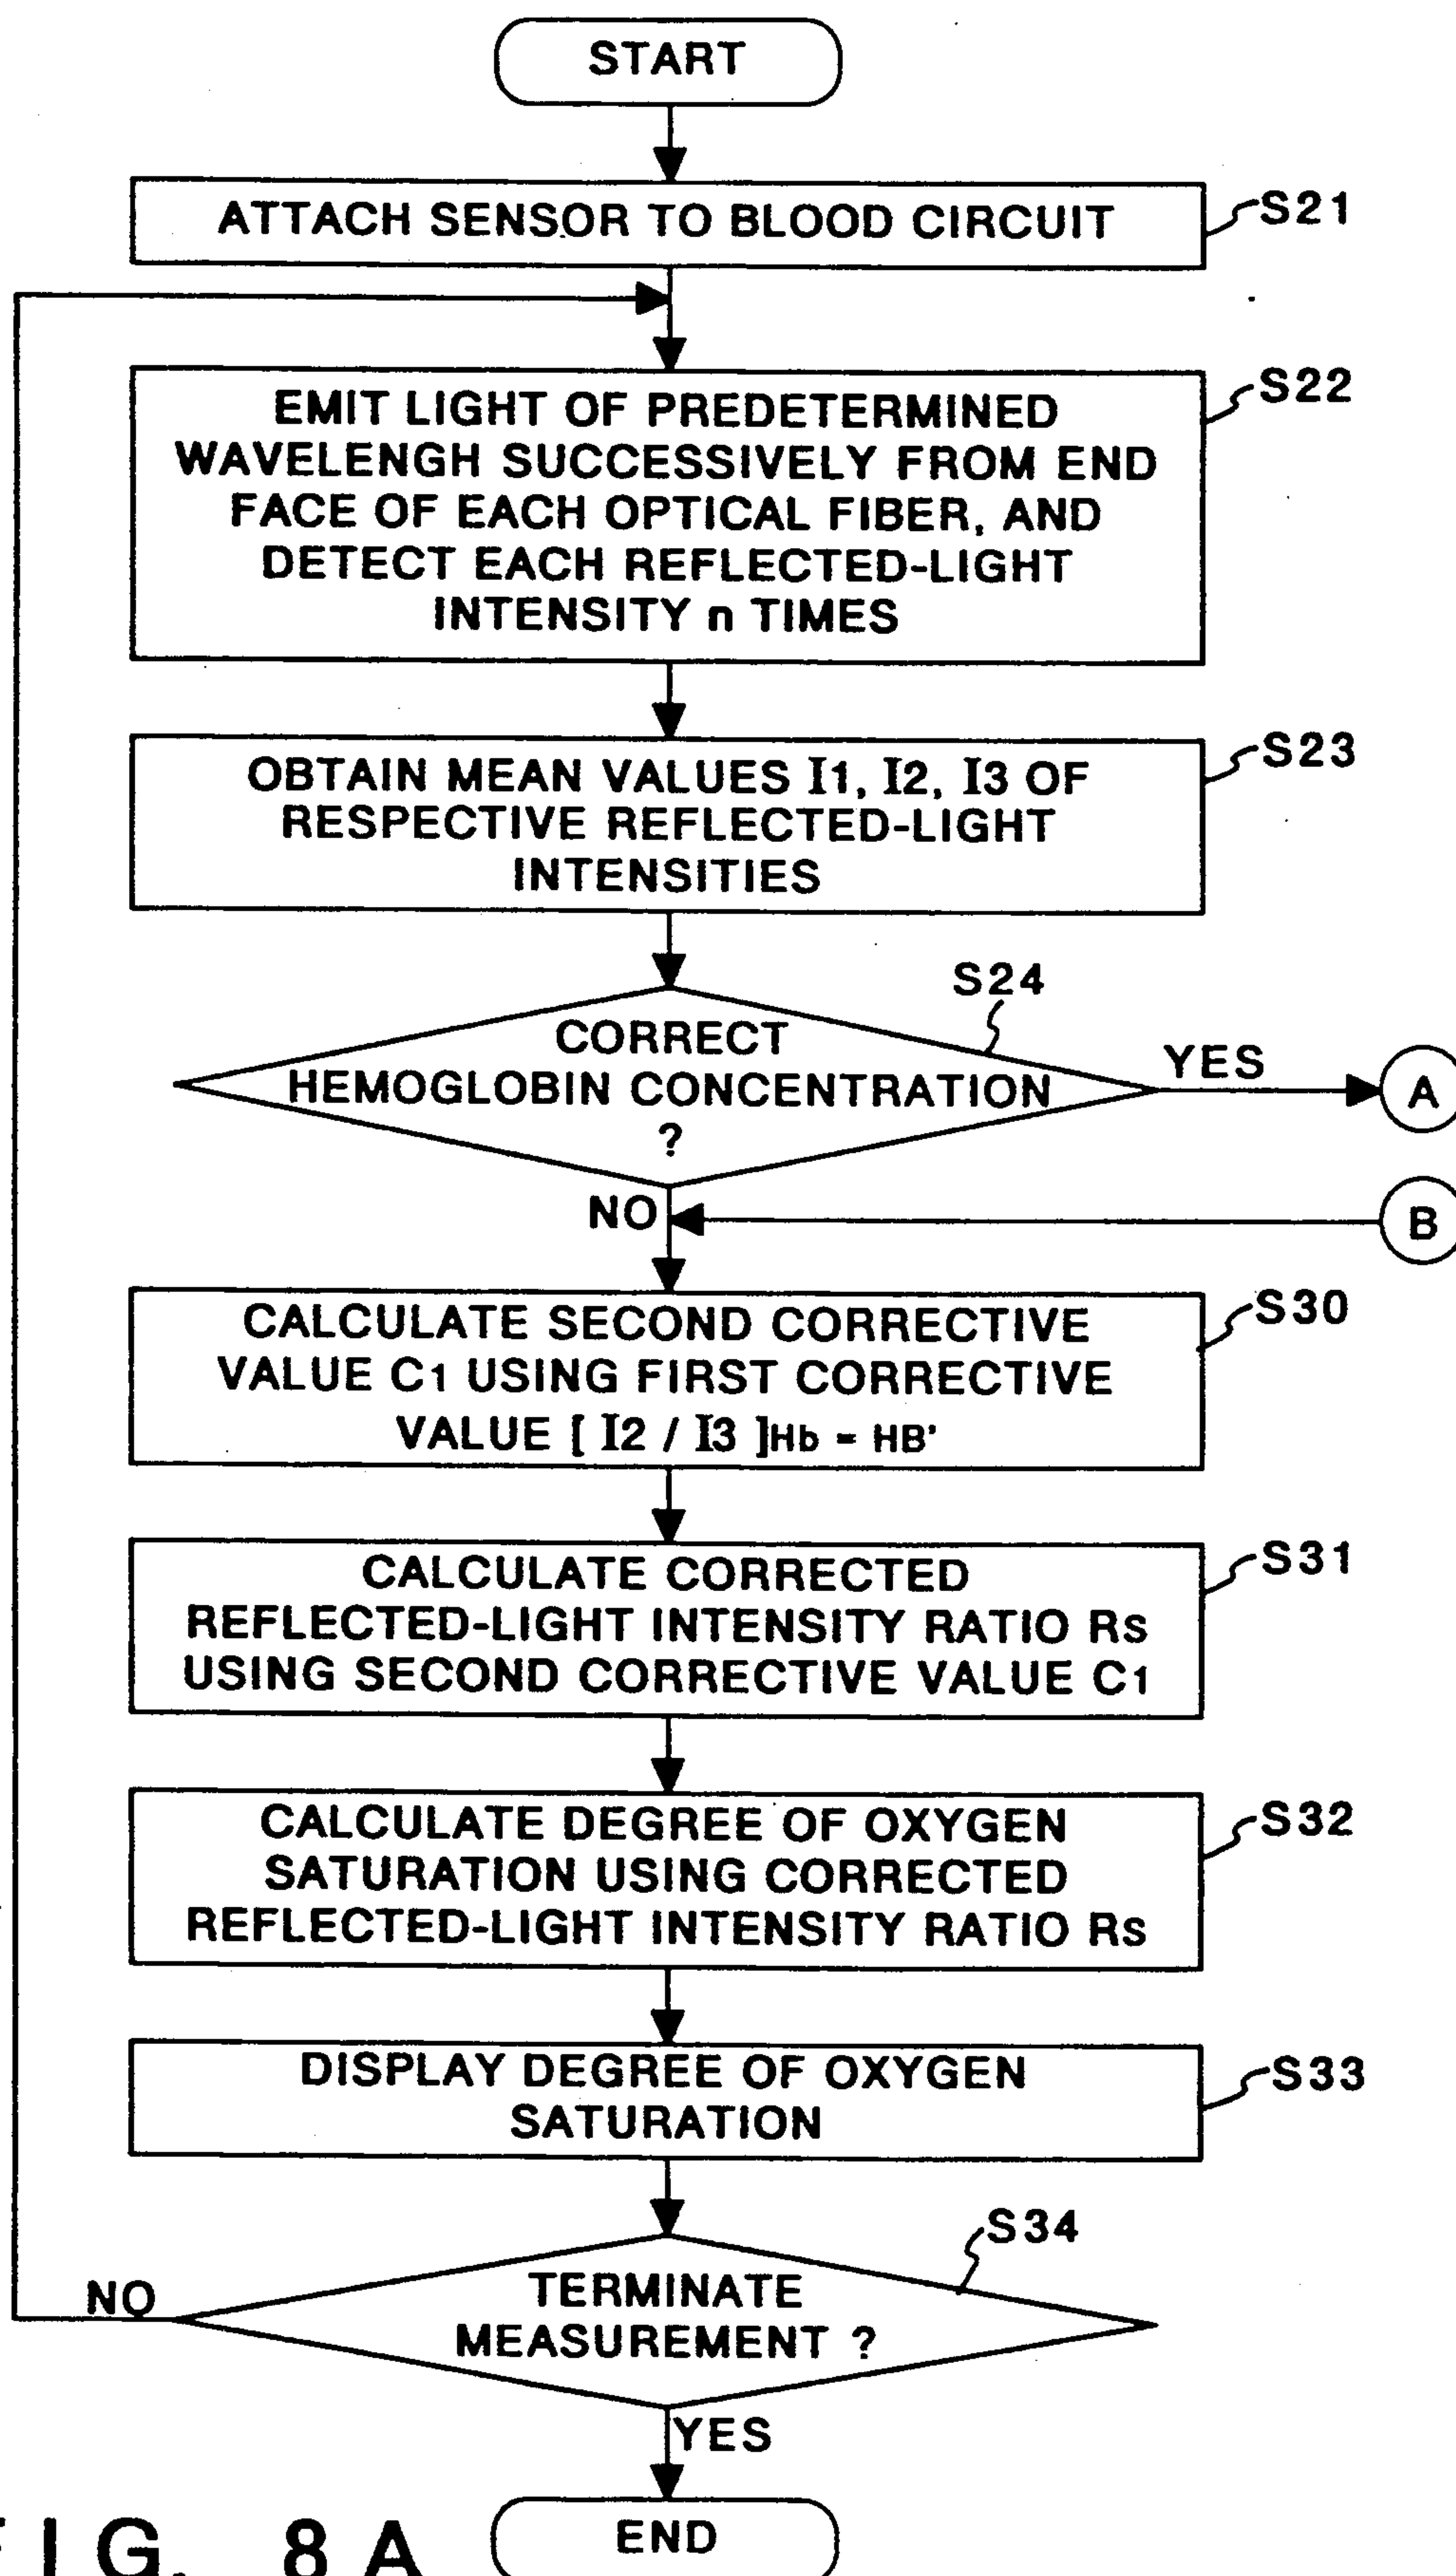 START
ATTACH SENSOR TO BLOOD CIRCUIT
S21
EMIT LIGHT OF PREDETERMINED
WAVELENGH SUCCESSIVELY FROM END
FACE OF EACH OPTICAL FIBER, AND
DETECT EACH REFLECTED-LIGHT
INTENSITY n TIMES
S22
OBTAIN MEAN VALUES I1, I2, I3 OF
RESPECTIVE REFLECTED-LIGHT
INTENSITIES
S23
S24
CORRECT
HEMOGLOBIN CONCENTRATION
?
YES
A
NO
B
CALCULATE SECOND CORRECTIVE
VALUE C1 USING FIRST CORRECTIVE
VALUE [ I2 / I3 ]Hb = HB'
S30
CALCULATE CORRECTED
REFLECTED-LIGHT INTENSITY RATIO Rs
USING SECOND CORRECTIVE VALUE C1
S31
CALCULATE DEGREE OF OXYGEN
SATURATION USING CORRECTED
REFLECTED-LIGHT INTENSITY RATIO Rs
S32
DISPLAY DEGREE OF OXYGEN
SATURATION
S33
S34
TERMINATE
MEASUREMENT ?
NO
YES
END
FIG. 8A